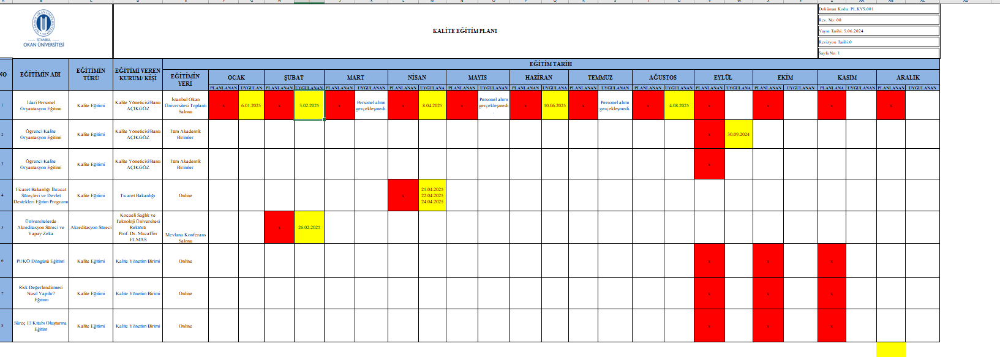 A B C D E F G H I J K L M N O P Q R S T U V W X Y Z AA AB AC AD
İSTANBUL
OKAN ÜNİVERSİTESİ
KALİTE EĞİTİM PLANI
Doküman Kodu: PL.KYS.001
Rev. No: 00
Yayın Tarihi: 5.06.2024
Revizyon Tarihi:0
Sayfa No: 1
NO
EĞİTİMİN ADI
EĞİTİMİN
TÜRÜ
EĞİTİMİ VEREN
KURUM/ KİŞİ
EĞİTİM TARİH
EĞİTİMİN
YERİ
OCAK ŞUBAT MART NİSAN MAYIS HAZİRAN TEMMUZ AĞUSTOS EYLÜL EKİM KASIM ARALIK
PLANLANAN UYGULAN PLANLANAN UYGULANAN PLANLANAN UYGULANAN PLANLANAN UYGULANA PLANLANAN UYGULANAN PLANLANAN UYGULANA PLANLANAN UYGULANAN PLANLANAN UYGULANAN PLANLANAN UYGULANA PLANLANAN UYGULANAN PLANLANA UYGULANAN PLANLANAN UYGULANAN
1
İdari Personel
Oryantasyon Eğitimi
Kalite Eğitimi
Kalite Yöneticisi/Banu
AÇIKGÖZ
İstanbul Okan
Üniversitesi Toplantı
Salonu
x
6.01.2025
x
3.02.2025
x
Personel alımı
gerçekleşmedi.
x
8.04.2025
x
Personel alımı
gerçekleşmedi
.
x
10.06.2025
x
Personel alımı
gerçekleşmedi.
x
4.08.2025
x
x
x
x
2
Öğrenci Kalite
Oryantasyon Eğitimi
Kalite Eğitimi
Kalite Yöneticisi/Banu
AÇIKGÖZ
Tüm Akademik
Birimler
x
30.09.2024
3
Öğrenci Kalite
Oryantasyon Eğitimi
Kalite Eğitimi
Kalite Yöneticisi/Banu
AÇIKGÖZ
Tüm Akademik
Birimler
x
4
Ticaret Bakanlığı İhracat
Süreçleri ve Devlet
Destekleri Eğitim Programı
Kalite Eğitimi
Ticaret Bakanlığı
Online
x
21.04.2025
22.04.2025
24.04.2025
5
Üniversitelerde
Akreditasyon Süreci ve
Yapay Zeka
Akreditasyon Süreci
Kocaeli Sağlık ve
Teknoloji Üniversitesi
Rektörü
Prof. Dr. Muzaffer
ELMAS
Mevlana Konferans
Salonu
x
26.02.2025
6
PUKÖ Döngüsü Eğitimi
Kalite Eğitimi
Kalite Yönetim Birimi
Online
x
x
x
7
Risk Değerlendirmesi
Nasıl Yapılır?
Eğitimi
Kalite Eğitimi
Kalite Yönetim Birimi
Online
x
x
x
8
Süreç El Kitabı Oluşturma
Eğitim
Kalite Eğitimi
Kalite Yönetim Birimi
Online
x
x
x